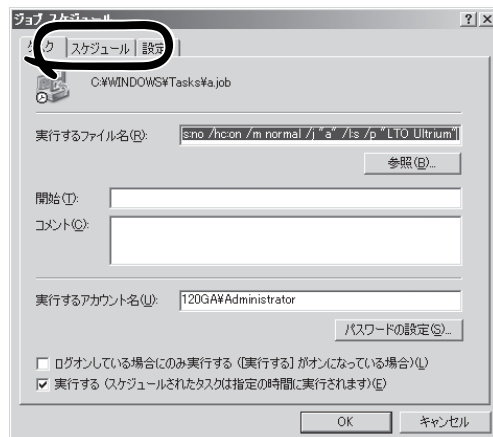 ジョブ スケジュール
タスク スケジュール 設定
C:¥WINDOWS¥Tasks¥a.job
実行するファイル名(R): s:no /hc:on /m normal /j "a" /l:s /p "LTO Ultrium"
参照(B)...
開始(T):
コメント(C):
実行するアカウント名(U): 120GA¥Administrator
パスワードの設定(S)...
ログオンしている場合にのみ実行する ([実行する] がオンになっている場合)(L)
実行する (スケジュールされたタスクは指定の時間に実行されます)(E)
OK キャンセル